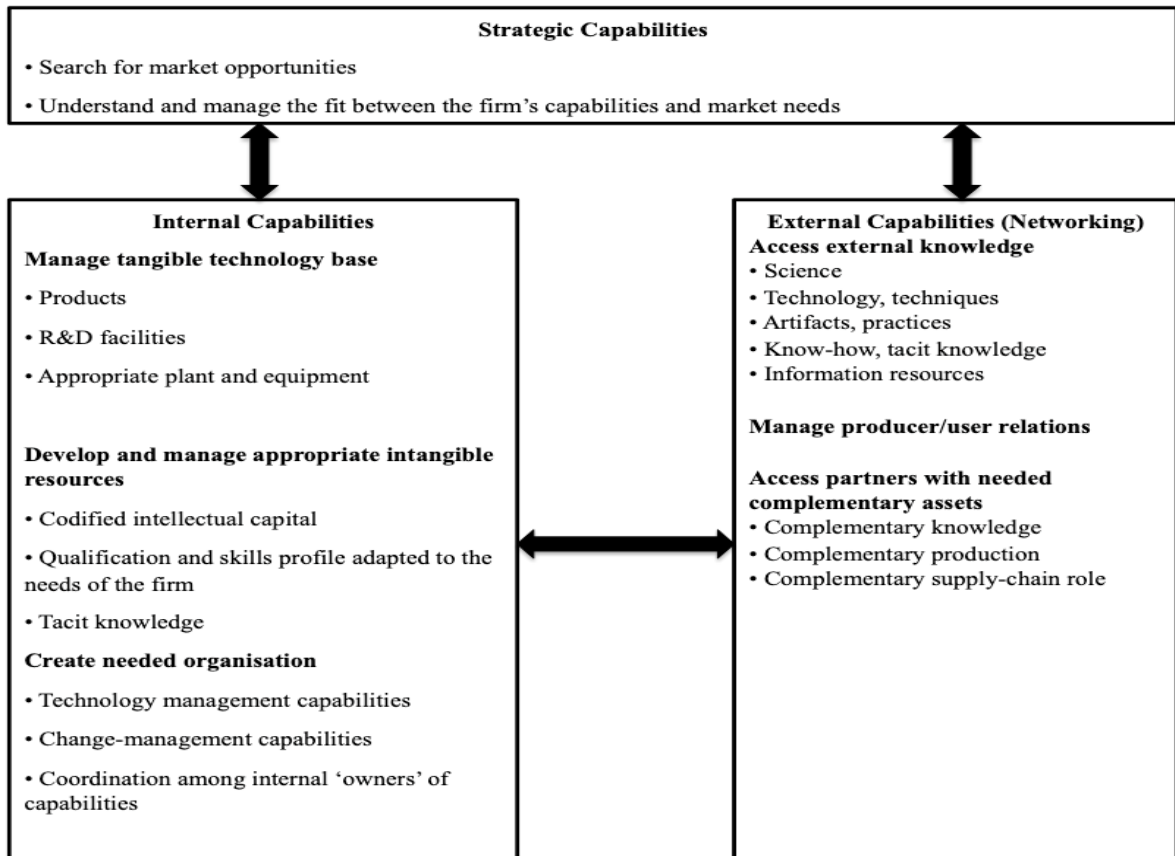 Strategic Capabilities
• Search for market opportunities
• Understand and manage the fit between the firm’s capabilities and market needs
Internal Capabilities
Manage tangible technology base
• Products
• R&D facilities
• Appropriate plant and equipment
Develop and manage appropriate intangible
resources
• Codified intellectual capital
• Qualification and skills profile adapted to the
needs of the firm
• Tacit knowledge
Create needed organisation
• Technology management capabilities
• Change-management capabilities
• Coordination among internal ‘owners’ of
capabilities
External Capabilities (Networking)
Access external knowledge
• Science
• Technology, techniques
• Artifacts, practices
• Know-how, tacit knowledge
• Information resources
Manage producer/user relations
Access partners with needed
complementary assets
• Complementary knowledge
• Complementary production
• Complementary supply-chain role